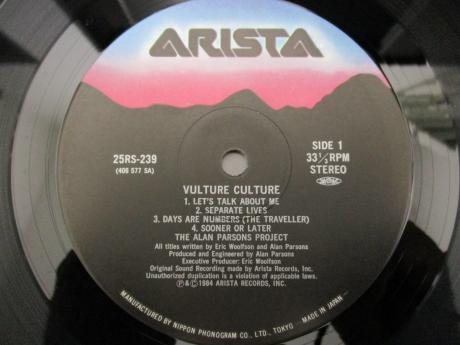 ARISTA
25RS-239
(406 577 SA)
SIDE 1
33 1/3 RPM
STEREO
VULTURE CULTURE
1. LET'S TALK ABOUT ME
2. SEPARATE LIVES
3. DAYS ARE NUMBERS (THE TRAVELLER)
4. SOONER OR LATER
THE ALAN PARSONS PROJECT
All titles written by Eric Woolfson and Alan Parsons
Produced and Engineered by Alan Parsons
Executive Producer: Eric Woolfson
Original Sound Recording made by Arista Records, Inc.
Unauthorized duplication is a violation of applicable laws.
℗&© 1984 ARISTA RECORDS, INC.
MANUFACTURED BY NIPPON PHONOGRAM CO., LTD., TOKYO MADE IN JAPAN